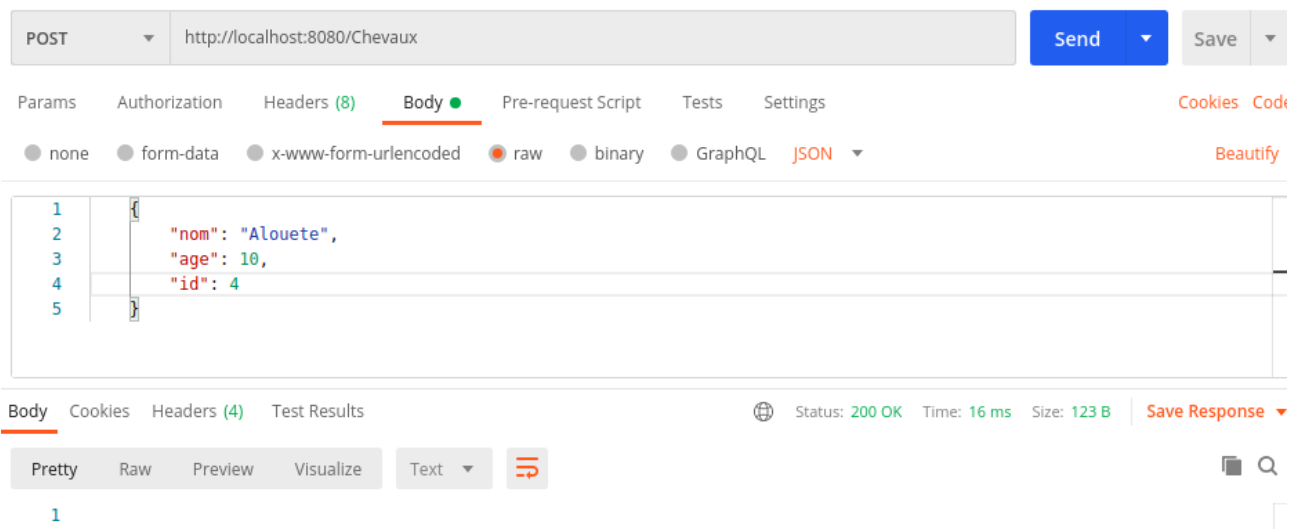 POST http://localhost:8080/Chevaux Send Save
Params Authorization Headers (8) Body Pre-request Script Tests Settings Cookies Code
none form-data x-www-form-urlencoded raw binary GraphQL JSON Beautify
1 {
2 "nom": "Alouete",
3 "age": 10,
4 "id": 4
5 }
Body Cookies Headers (4) Test Results Status: 200 OK Time: 16 ms Size: 123 B Save Response
Pretty Raw Preview Visualize Text
1